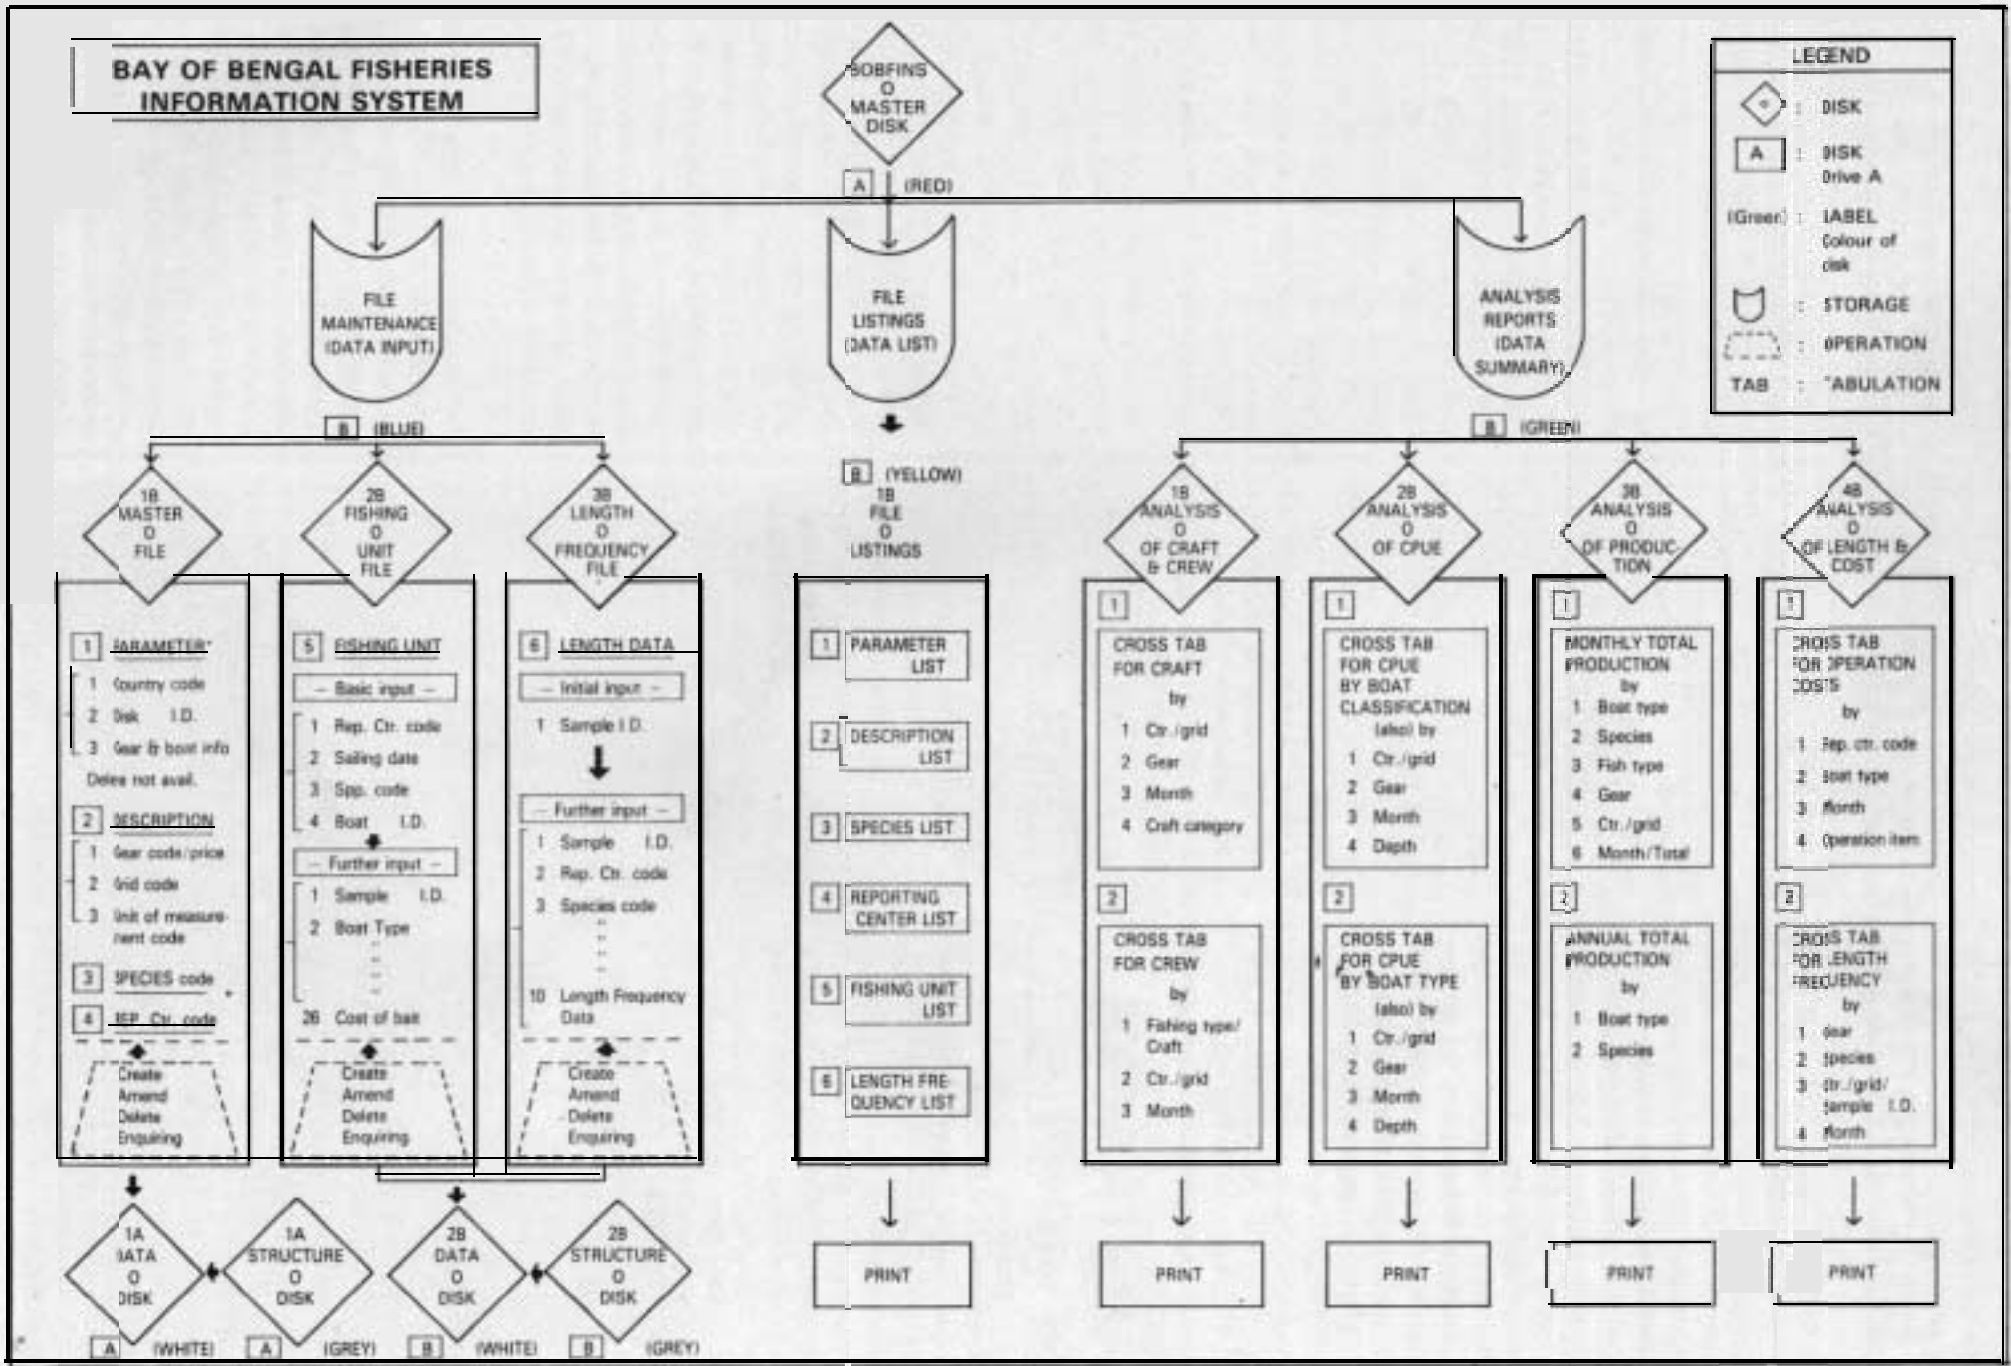 BAY OF BENGAL FISHERIES
INFORMATION SYSTEM
BOBFINS
O
MASTER
DISK
A (RED)
LEGEND
: DISK
A : DISK
Drive A
(Green) : LABEL
Colour of
disk
: STORAGE
: OPERATION
TAB : TABULATION
FILE
MAINTENANCE
(DATA INPUT)
FILE
LISTINGS
(DATA LIST)
ANALYSIS
REPORTS
(DATA
SUMMARY)
B (BLUE)
B (YELLOW)
B (GREEN)
1B
MASTER
O
FILE
2B
FISHING
O
UNIT
FILE
3B
LENGTH
O
FREQUENCY
FILE
1B
FILE
O
LISTINGS
1B
ANALYSIS
O
OF CRAFT
& CREW
2B
ANALYSIS
O
OF CPUE
3B
ANALYSIS
O
OF PRODUC-
TION
4B
ANALYSIS
O
OF LENGTH &
COST
1 PARAMETER
1 Country code
2 Disk I.D.
3 Gear & boat info
Delee not avail.
2 DESCRIPTION
1 Gear code/price
2 Grid code
3 Unit of measure-
ment code
3 SPECIES code
4 REP. Ctr. code
Create
Amend
Delete
Enquiring
5 FISHING UNIT
– Basic input –
1 Rep. Ctr. code
2 Sailing date
3 Spp. code
4 Boat I.D.
– Further input –
1 Sample I.D.
2 Boat Type
26 Cost of bait
Create
Amend
Delete
Enquiring
6 LENGTH DATA
– Initial input –
1 Sample I.D.
– Further input –
1 Sample I.D.
2 Rep. Ctr. code
3 Species code
10 Length Frequency
Data
Create
Amend
Delete
Enquiring
1 PARAMETER
LIST
2 DESCRIPTION
LIST
3 SPECIES LIST
4 REPORTING
CENTER LIST
5 FISHING UNIT
LIST
6 LENGTH FRE-
QUENCY LIST
1
CROSS TAB
FOR CRAFT
by
1 Ctr./grid
2 Gear
3 Month
4 Craft category
2
CROSS TAB
FOR CREW
by
1 Fishing type/
Craft
2 Ctr./grid
3 Month
1
CROSS TAB
FOR CPUE
BY BOAT
CLASSIFICATION
(also) by
1 Ctr./grid
2 Gear
3 Month
4 Depth
2
CROSS TAB
FOR CPUE
BY BOAT TYPE
(also) by
1 Ctr./grid
2 Gear
3 Month
4 Depth
1
MONTHLY TOTAL
PRODUCTION
by
1 Boat type
2 Species
3 Fish type
4 Gear
5 Ctr./grid
6 Month/Total
2
ANNUAL TOTAL
PRODUCTION
by
1 Boat type
2 Species
1
CROSS TAB
FOR OPERATION
COSTS
by
1 Rep. ctr. code
2 Boat type
3 Month
4 Operation item
2
CROSS TAB
FOR LENGTH
FREQUENCY
by
1 Gear
2 Species
3 Ctr./grid/
Sample I.D.
4 Month
1A
DATA
O
DISK
1A
STRUCTURE
O
DISK
2B
DATA
O
DISK
2B
STRUCTURE
O
DISK
PRINT
PRINT
PRINT
PRINT
PRINT
A (WHITE)
A (GREY)
B (WHITE)
B (GREY)